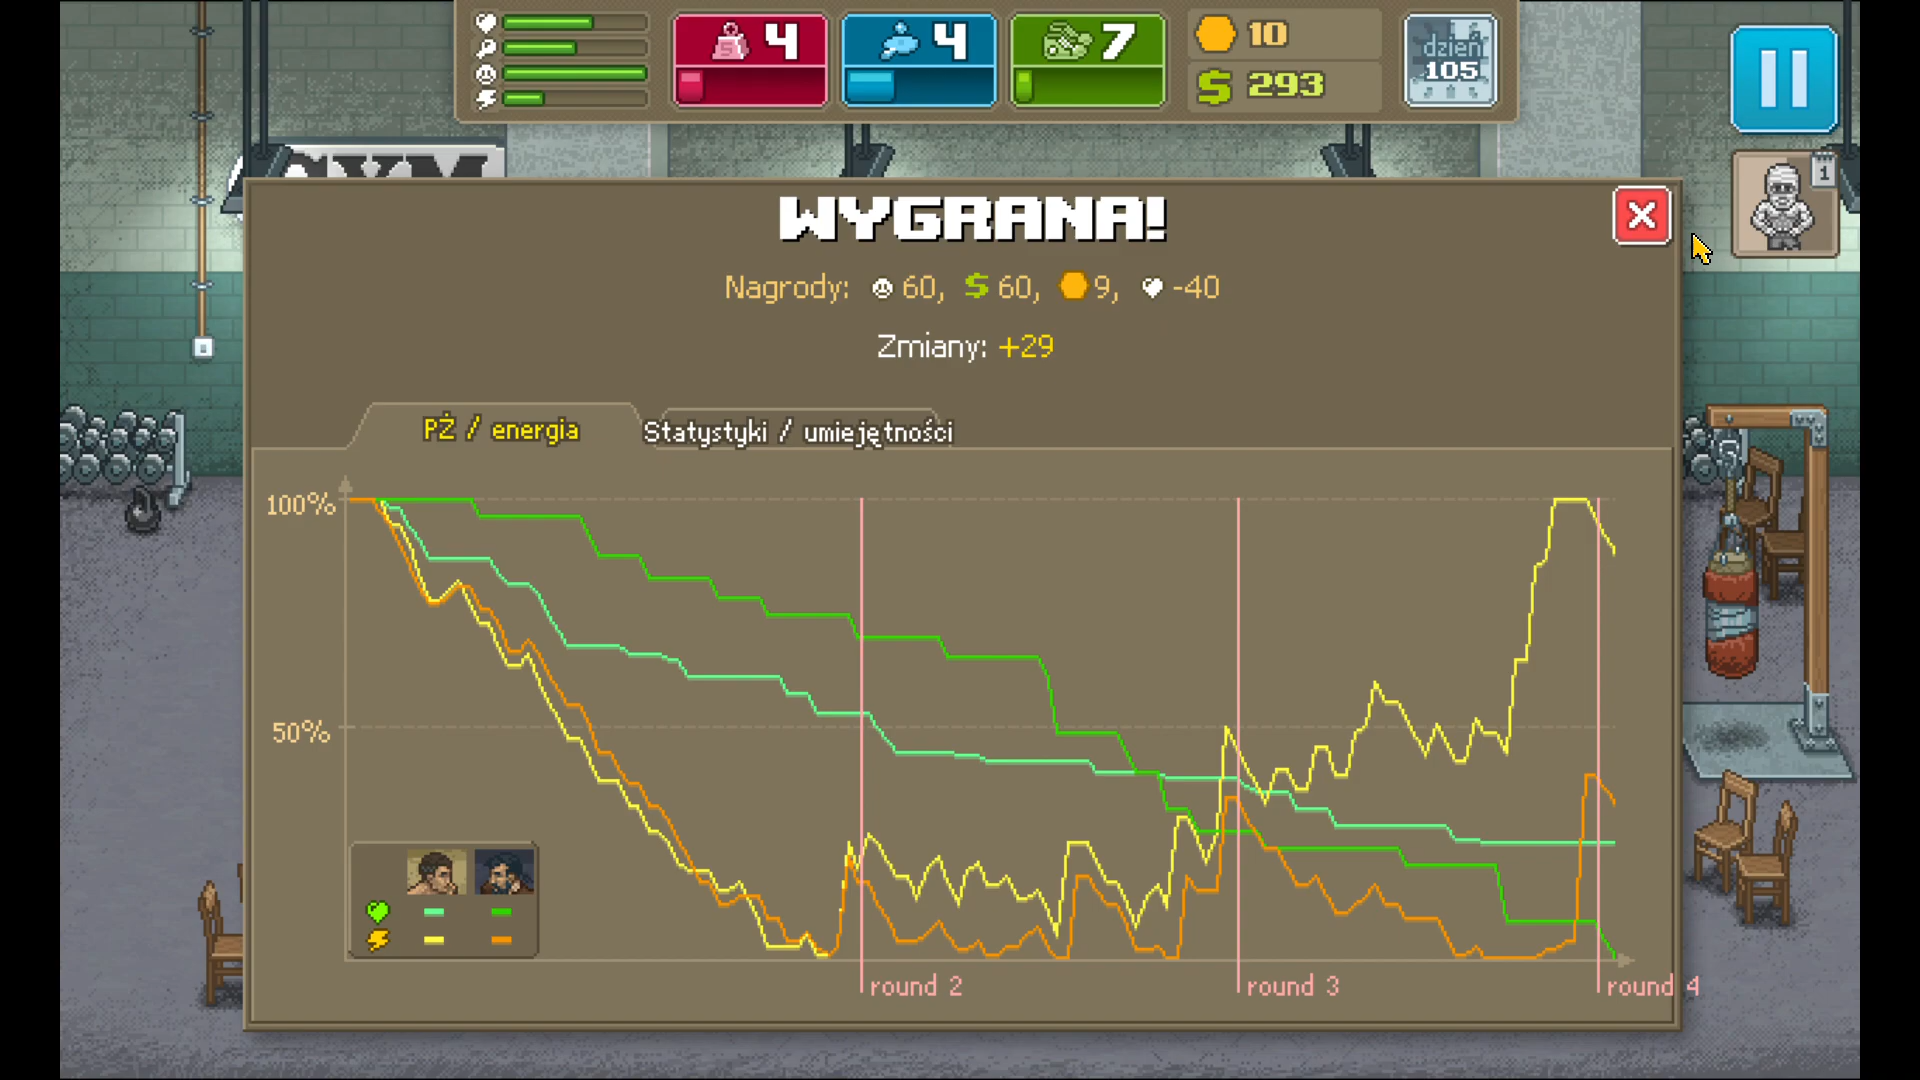 4
4
7
10
293
dzień
105
1
WYGRANA!
Nagrody: 60, $ 60, 9, -40
Zmiany: +29
PŻ / energia
Statystyki / umiejętności
100%
50%
round 2
round 3
round 4